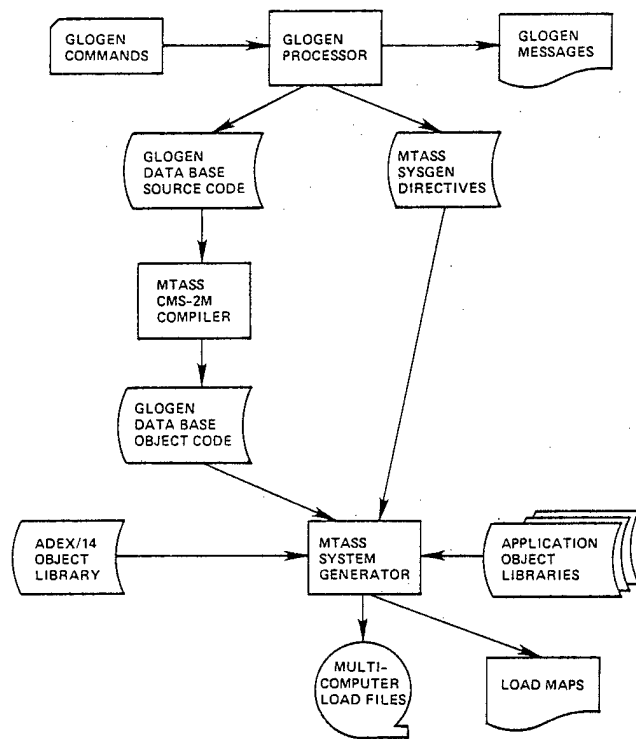 GLOGEN
COMMANDS
GLOGEN
PROCESSOR
GLOGEN
MESSAGES
GLOGEN
DATA BASE
SOURCE CODE
MTASS
SYSGEN
DIRECTIVES
MTASS
CMS-2M
COMPILER
GLOGEN
DATA BASE
OBJECT CODE
ADEX/14
OBJECT
LIBRARY
MTASS
SYSTEM
GENERATOR
APPLICATION
OBJECT
LIBRARIES
MULTI-
COMPUTER
LOAD FILES
LOAD MAPS